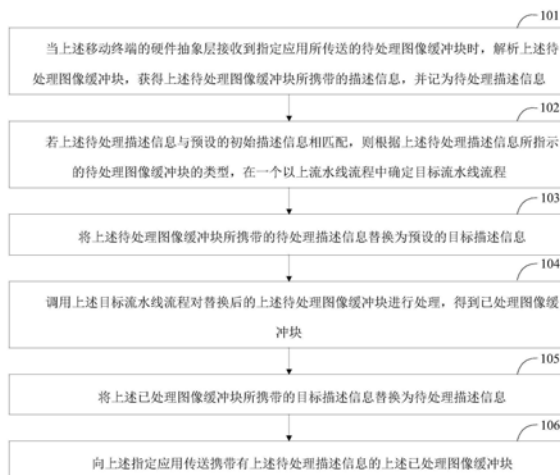 101
当上述移动终端的硬件抽象层接收到指定应用所传送的待处理图像缓冲块时，解析上述待
处理图像缓冲块，获得上述待处理图像缓冲块所携带的描述信息，并记为待处理描述信息
102
若上述待处理描述信息与预设的初始描述信息相匹配，则根据上述待处理描述信息所指示
的待处理图像缓冲块的类型，在一个以上流水线流程中确定目标流水线流程
103
将上述待处理图像缓冲块所携带的待处理描述信息替换为预设的目标描述信息
104
调用上述目标流水线流程对替换后的上述待处理图像缓冲块进行处理，得到已处理图像缓
冲块
105
将上述已处理图像缓冲块所携带的目标描述信息替换为待处理描述信息
106
向上述指定应用传送携带有上述待处理描述信息的上述已处理图像缓冲块